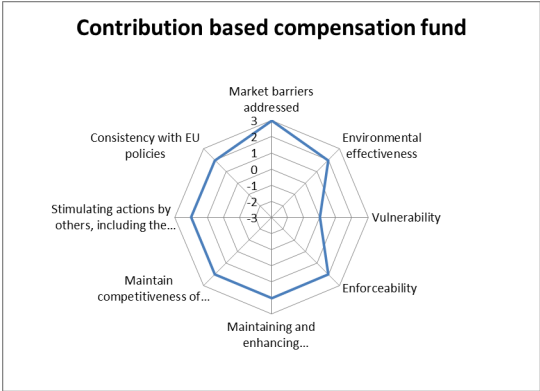 Contribution based compensation fund
Market barriers
addressed
3
2
1
0
-1
-2
-3
Consistency with EU
policies
Environmental
effectiveness
Stimulating actions by
others, including the...
Vulnerability
Maintain
competitiveness of...
Enforceability
Maintaining and
enhancing...